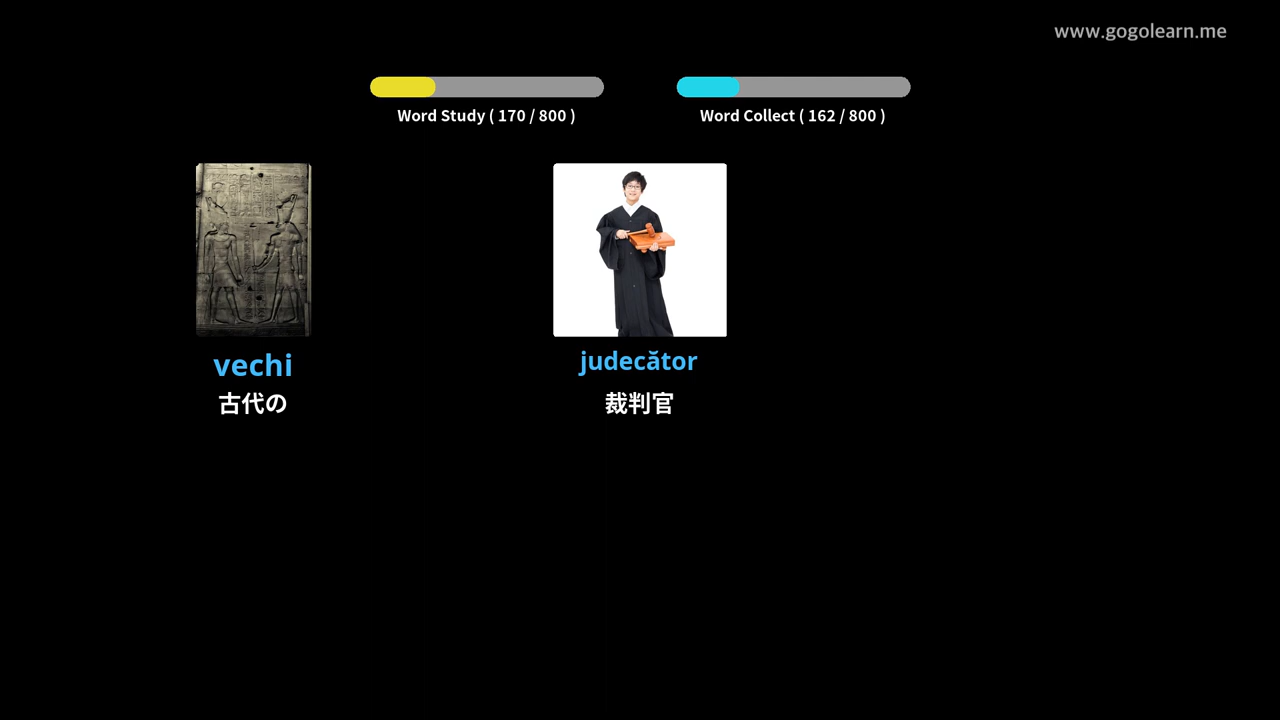 www.gogolearn.me
Word Study ( 170 / 800 )
Word Collect ( 162 / 800 )
vechi
古代の
judecător
裁判官